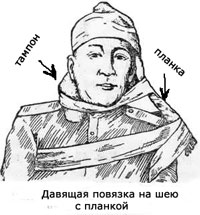 тампон
планка
Давящая повязка на шею
с планкой